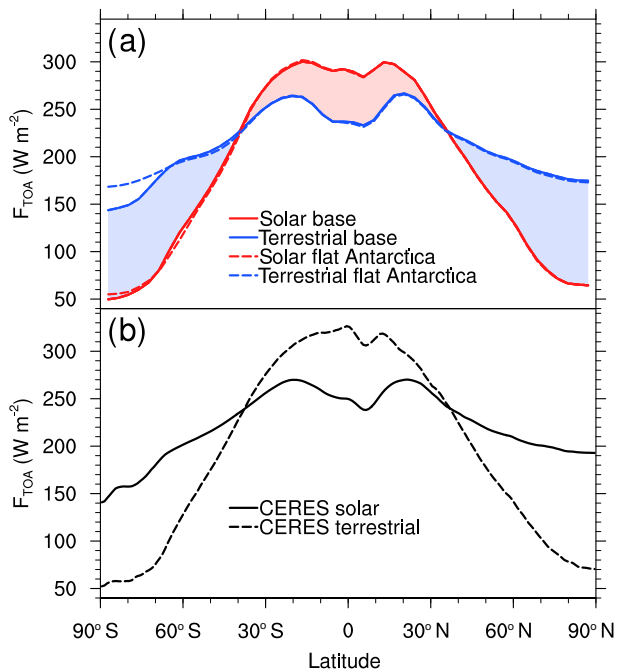 (a)
300
250
200
150
100
50
F_TOA (W m⁻²)
Solar base
Terrestrial base
Solar flat Antarctica
Terrestrial flat Antarctica
(b)
300
250
200
150
100
50
F_TOA (W m⁻²)
CERES solar
CERES terrestrial
90° S 60° S 30° S 0 30° N 60° N 90° N
Latitude